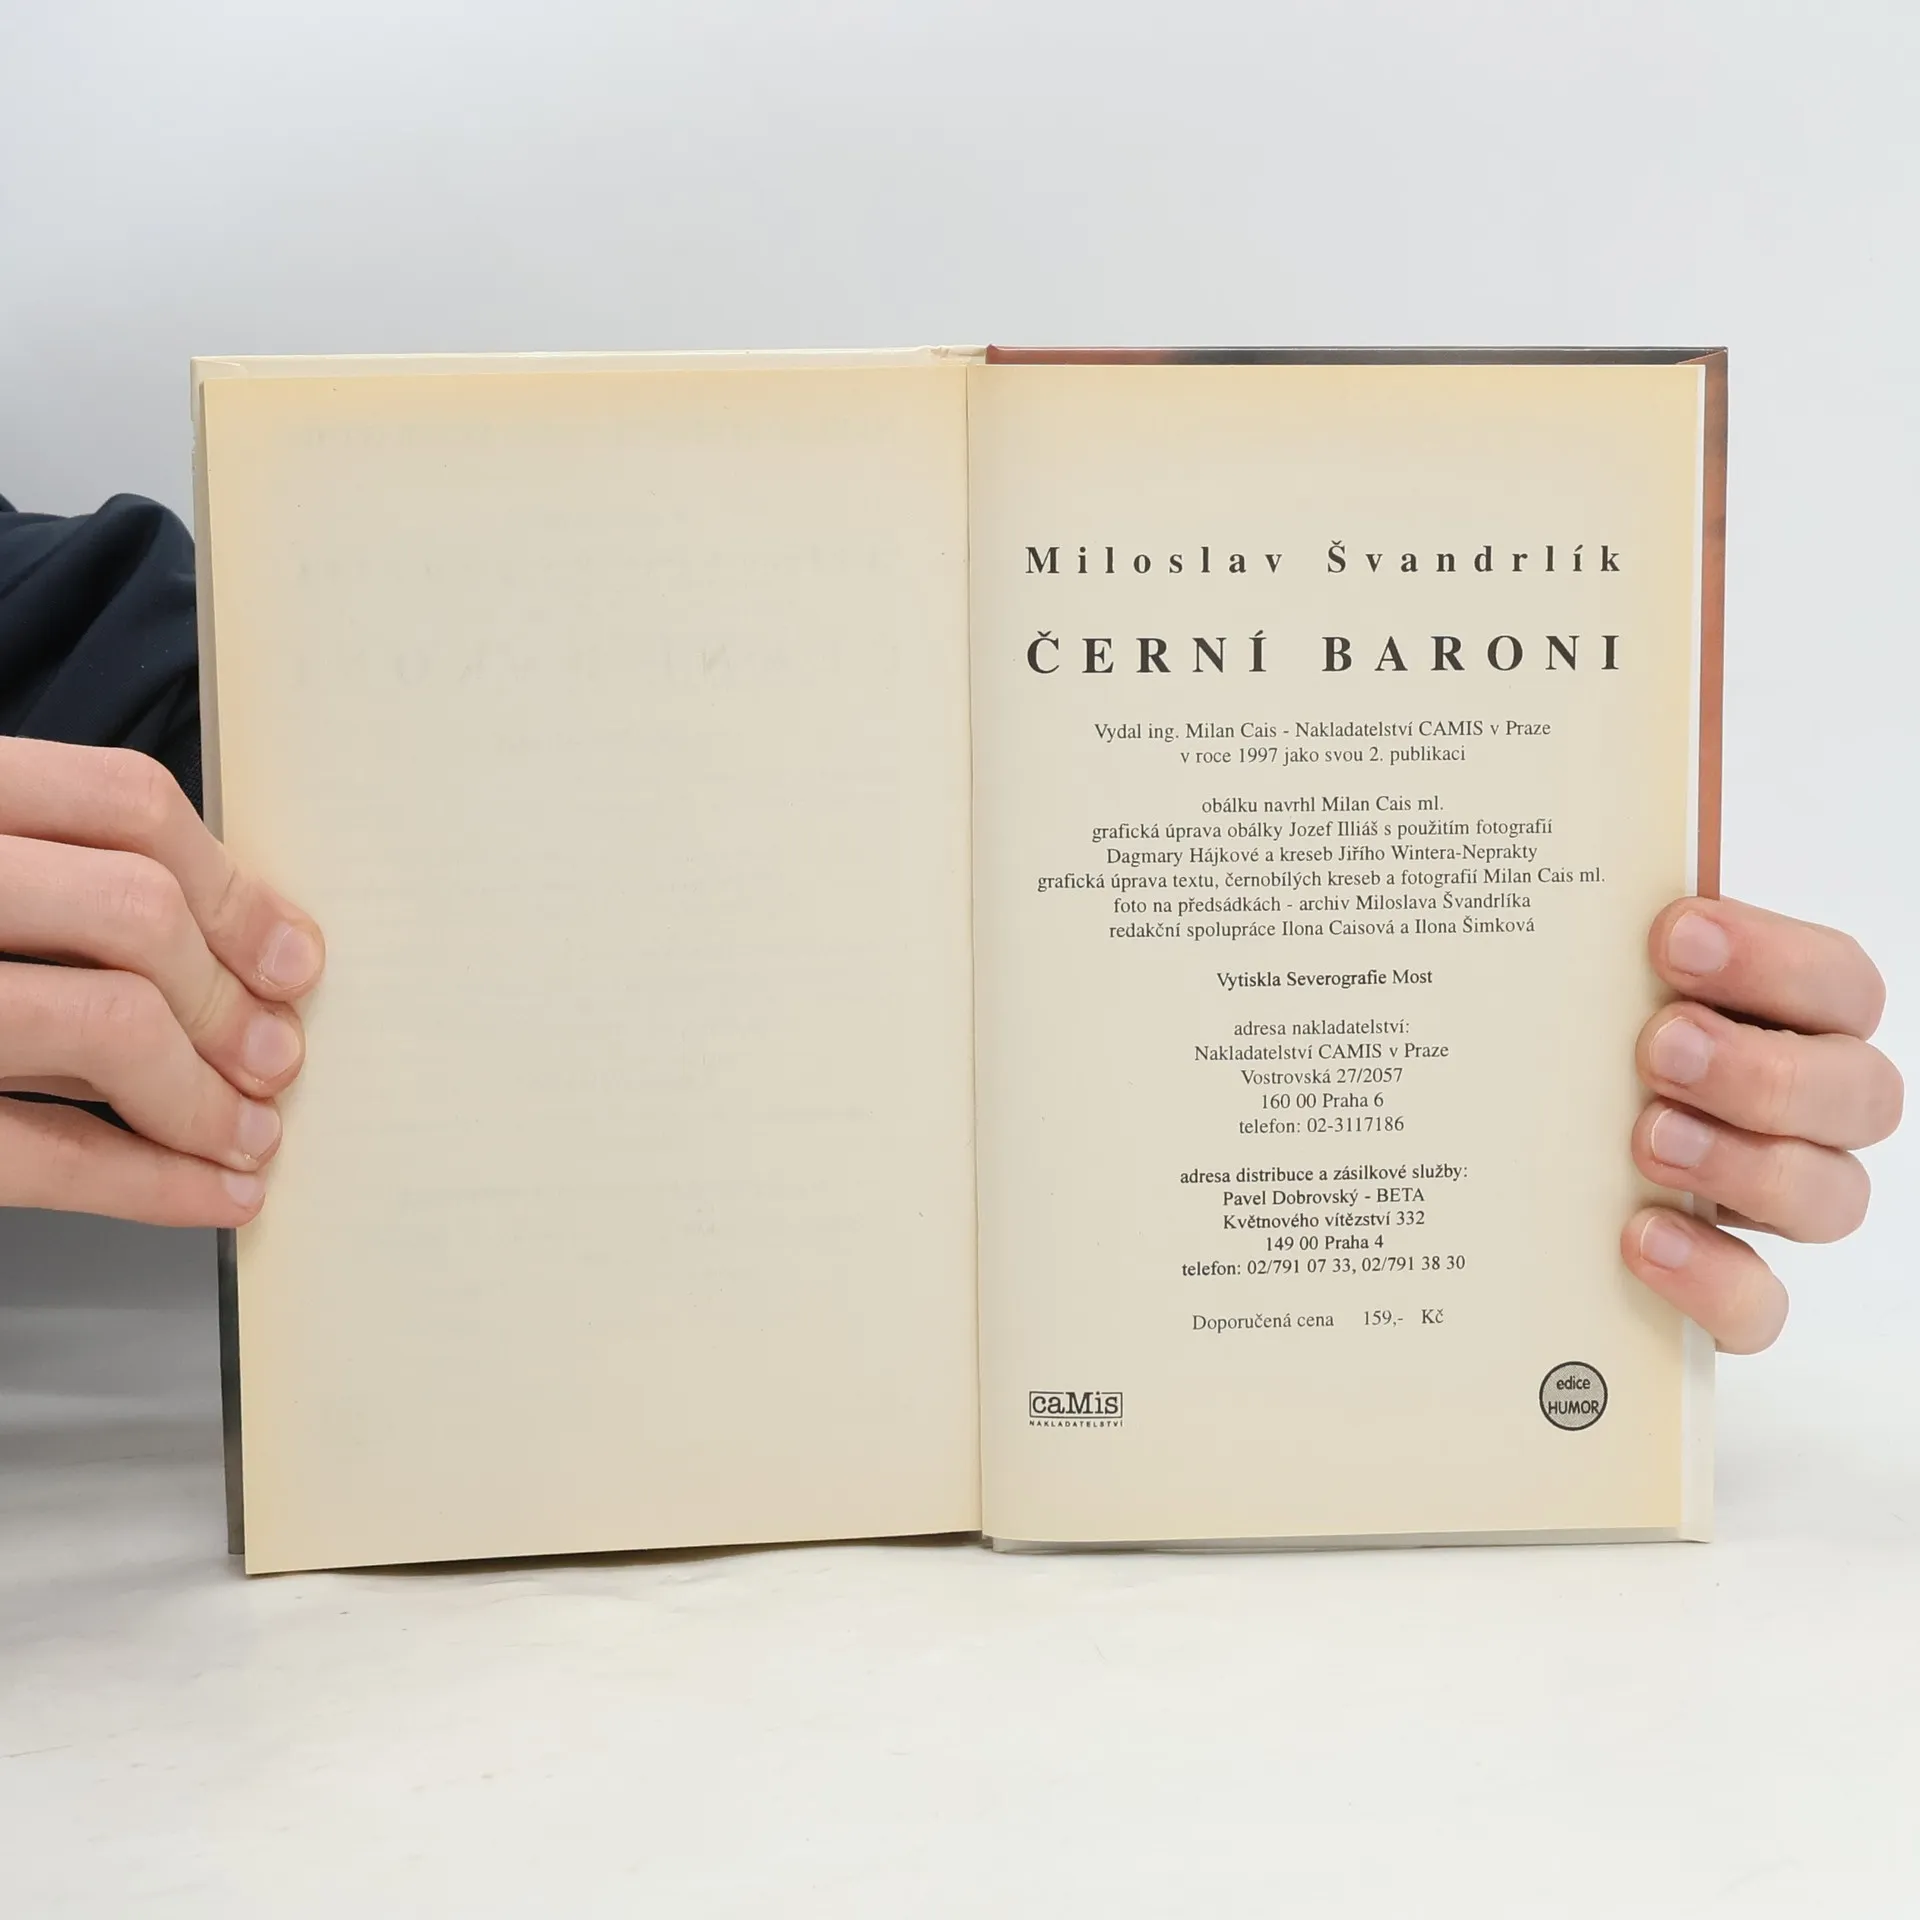 Miloslav Švandrlík
ČERNÍ BARONI
Vydal ing. Milan Cais - Nakladatelství CAMIS v Praze
v roce 1997 jako svou 2. publikaci
obálku navrhl Milan Cais ml.
grafická úprava obálky Jozef Illiáš s použitím fotografií
Dagmary Hájkové a kreseb Jiřího Wintera-Neprakty
grafická úprava textu, černobílých kreseb a fotografií Milan Cais ml.
foto na předsádkách - archiv Miloslava Švandrlíka
redakční spolupráce Ilona Caisová a Ilona Šimková
Vytiskla Severografie Most
adresa nakladatelství:
Nakladatelství CAMIS v Praze
Vostrovská 27/2057
160 00 Praha 6
telefon: 02-3117186
adresa distribuce a zásilkové služby:
Pavel Dobrovský - BETA
Květnového vítězství 332
149 00 Praha 4
telefon: 02/791 07 33, 02/791 38 30
Doporučená cena 159,- Kč
caMis
NAKLADATELSTVÍ
edice
HUMOR